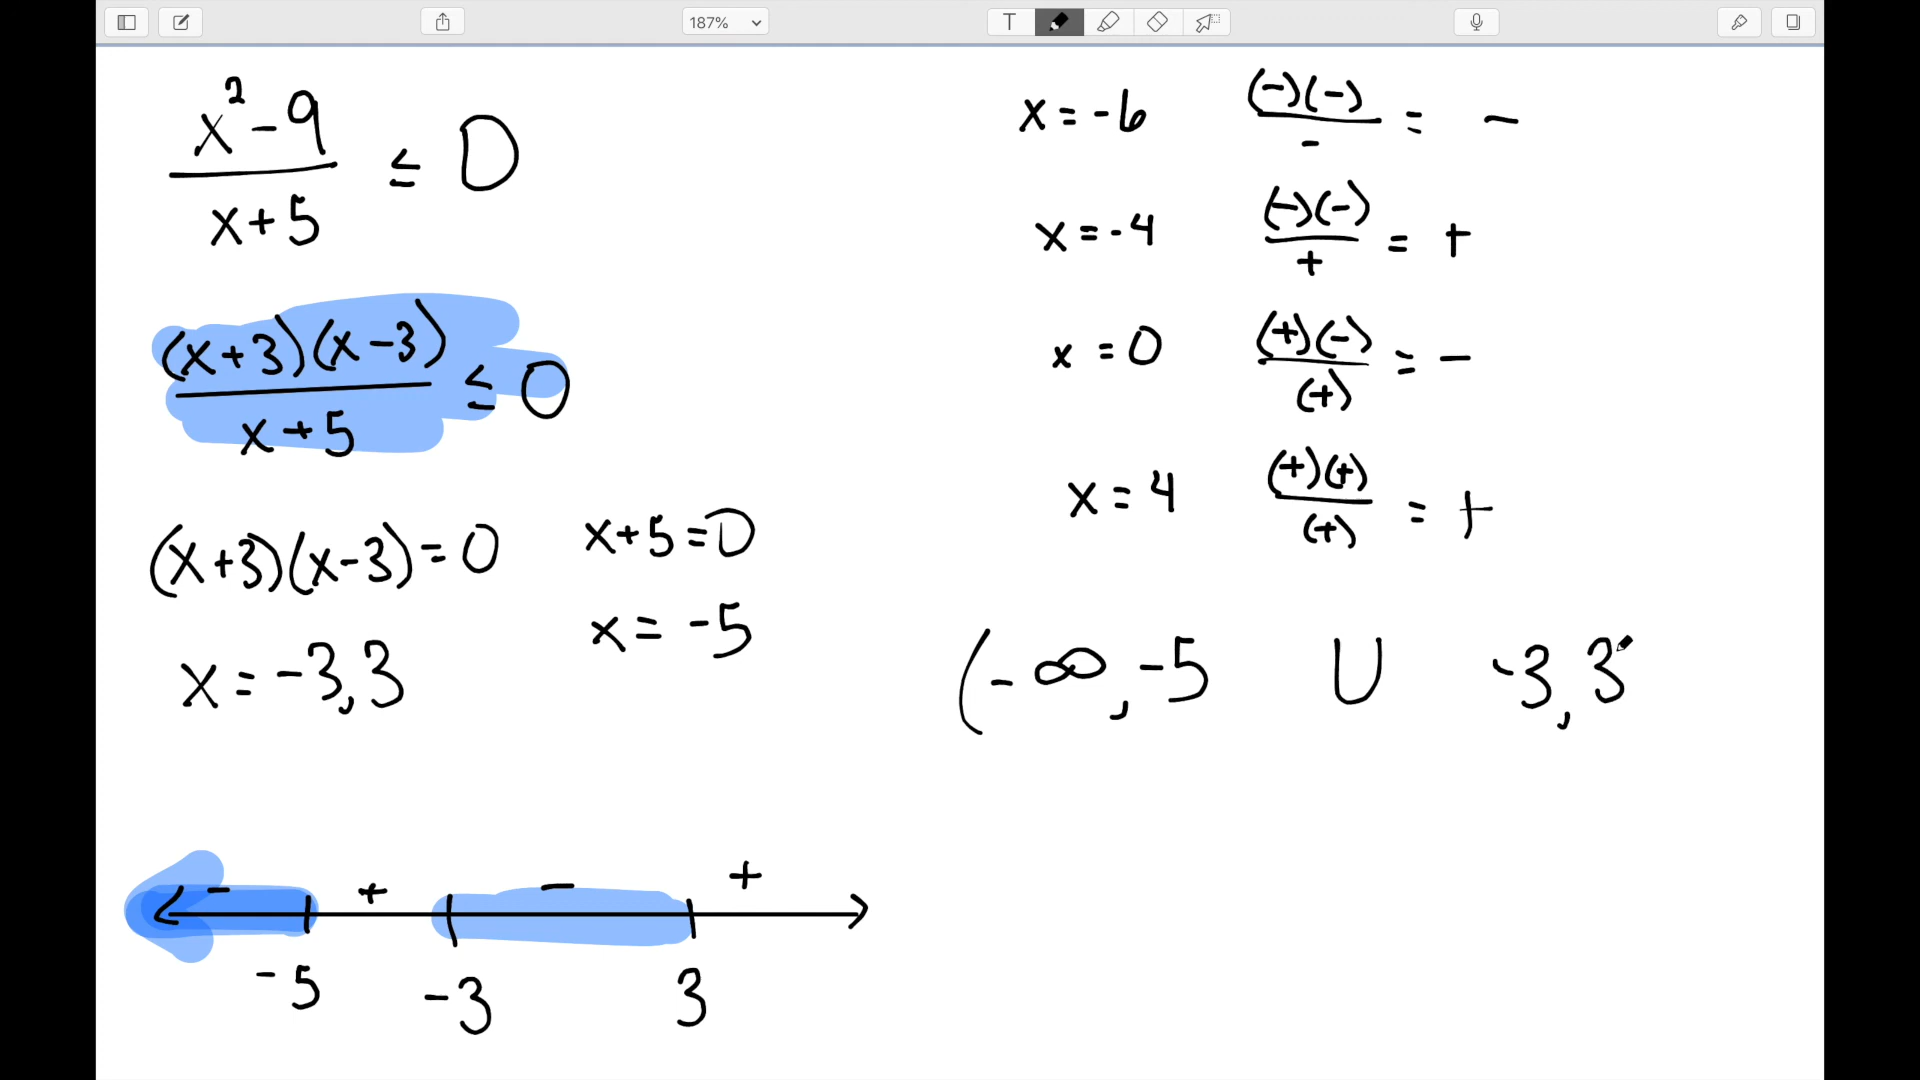 187%
T
x²-9
x+5
≤ 0
(x+3)(x-3)
x+5
≤ 0
(x+3)(x-3)=0
x = -3,3
x+5=0
x = -5
- + - +
-5 -3 3
x = -6 (-)(-)/- = -
x = -4 (-)(-)/+ = +
x = 0 (+)(-)/(+) = -
x = 4 (+)(+)/(+) = +
(-∞,-5 U -3,3